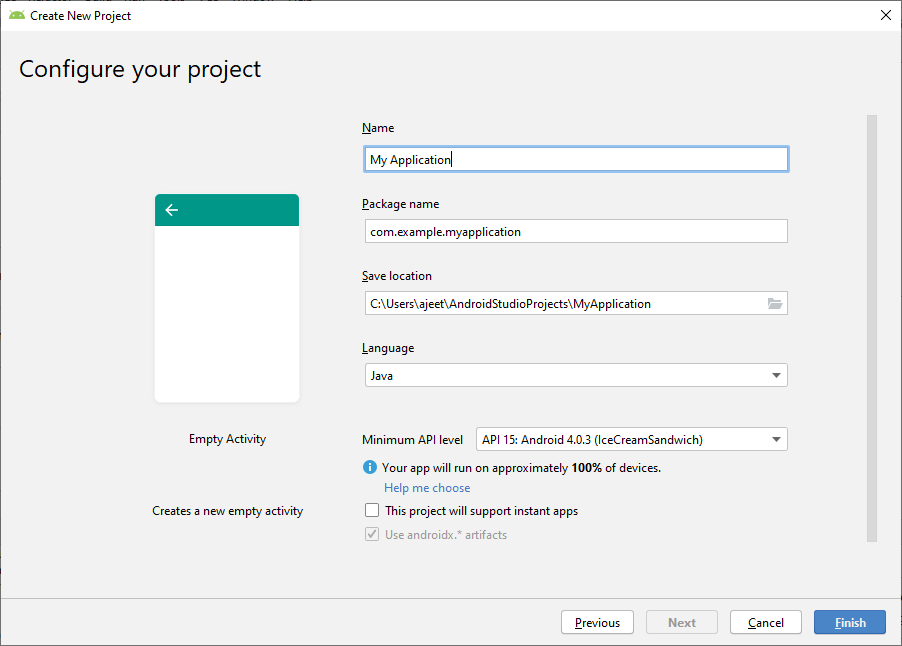 Create New Project
Configure your project
Name
My Application
Package name
com.example.myapplication
Save location
C:\Users\ajeet\AndroidStudioProjects\MyApplication
Language
Java
Empty Activity
Minimum API level API 15: Android 4.0.3 (IceCreamSandwich)
Your app will run on approximately 100% of devices.
Help me choose
Creates a new empty activity
This project will support instant apps
Use androidx.* artifacts
Previous Next Cancel Finish